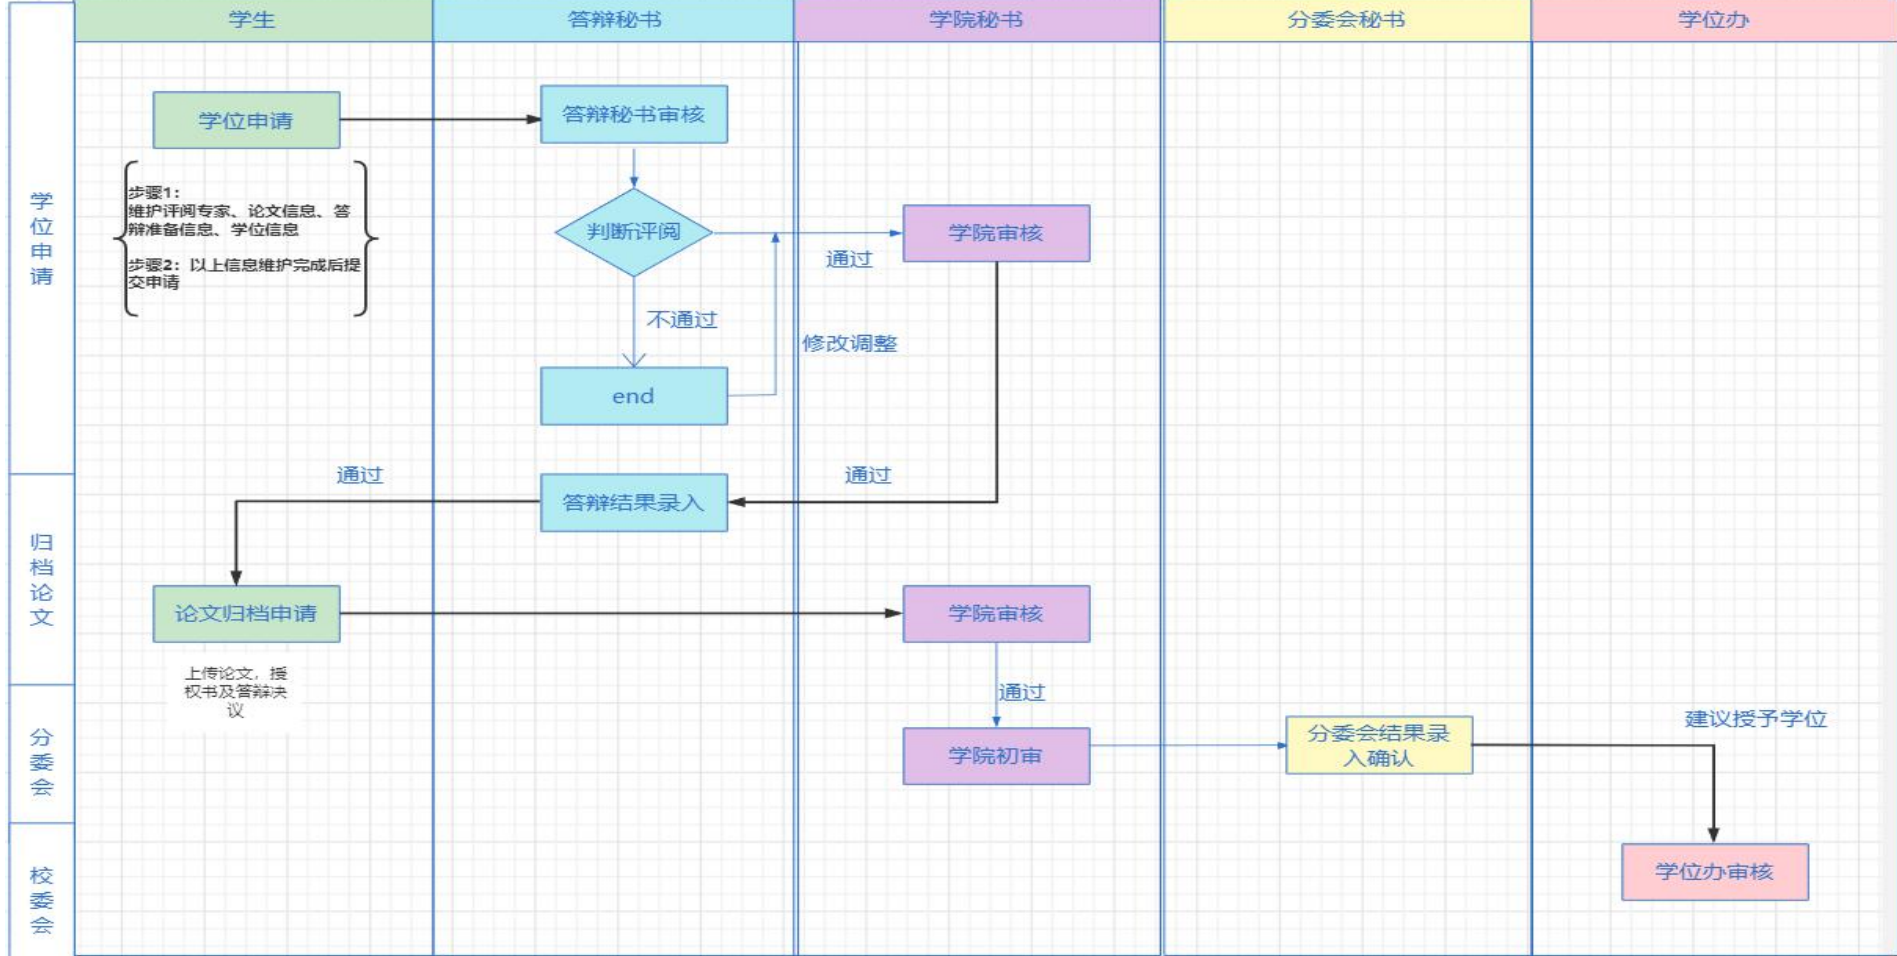 学生
答辩秘书
学院秘书
分委会秘书
学位办
学位申请
学位申请
步骤1：
维护评阅专家、论文信息、答
辩准备信息、学位信息
步骤2：以上信息维护完成后提
交申请
答辩秘书审核
判断评阅
通过
学院审核
不通过
修改调整
end
归档论文
通过
答辩结果录入
通过
论文归档申请
上传论文，授
权书及答辩决
议
学院审核
通过
分委会
学院初审
分委会结果录
入确认
建议授予学位
校委会
学位办审核